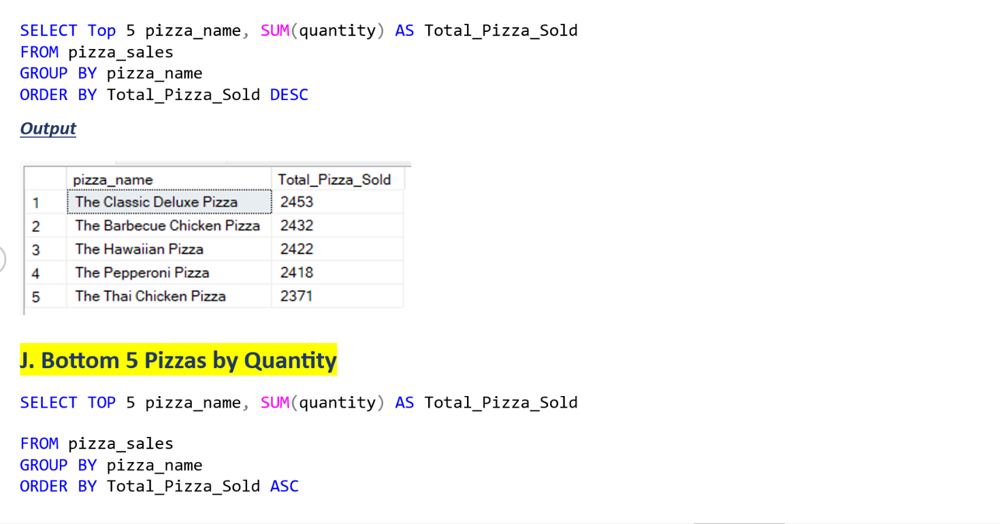 SELECT Top 5 pizza_name, SUM(quantity) AS Total_Pizza_Sold
FROM pizza_sales
GROUP BY pizza_name
ORDER BY Total_Pizza_Sold DESC
Output
pizza_name Total_Pizza_Sold
1 The Classic Deluxe Pizza 2453
2 The Barbecue Chicken Pizza 2432
3 The Hawaiian Pizza 2422
4 The Pepperoni Pizza 2418
5 The Thai Chicken Pizza 2371
J. Bottom 5 Pizzas by Quantity
SELECT TOP 5 pizza_name, SUM(quantity) AS Total_Pizza_Sold
FROM pizza_sales
GROUP BY pizza_name
ORDER BY Total_Pizza_Sold ASC